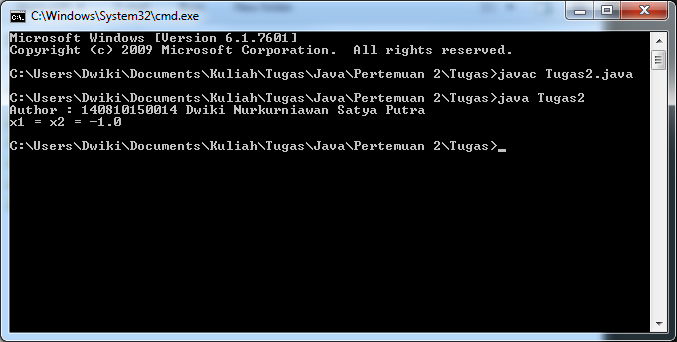 C:\Windows\System32\cmd.exe
Microsoft Windows [Version 6.1.7601]
Copyright (c) 2009 Microsoft Corporation.  All rights reserved.
C:\Users\Dwiki\Documents\Kuliah\Tugas\Java\Pertemuan 2\Tugas>javac Tugas2.java
C:\Users\Dwiki\Documents\Kuliah\Tugas\Java\Pertemuan 2\Tugas>java Tugas2
Author : 140810150014 Dwiki Nurkurniawan Satya Putra
x1 = x2 = -1.0
C:\Users\Dwiki\Documents\Kuliah\Tugas\Java\Pertemuan 2\Tugas>_